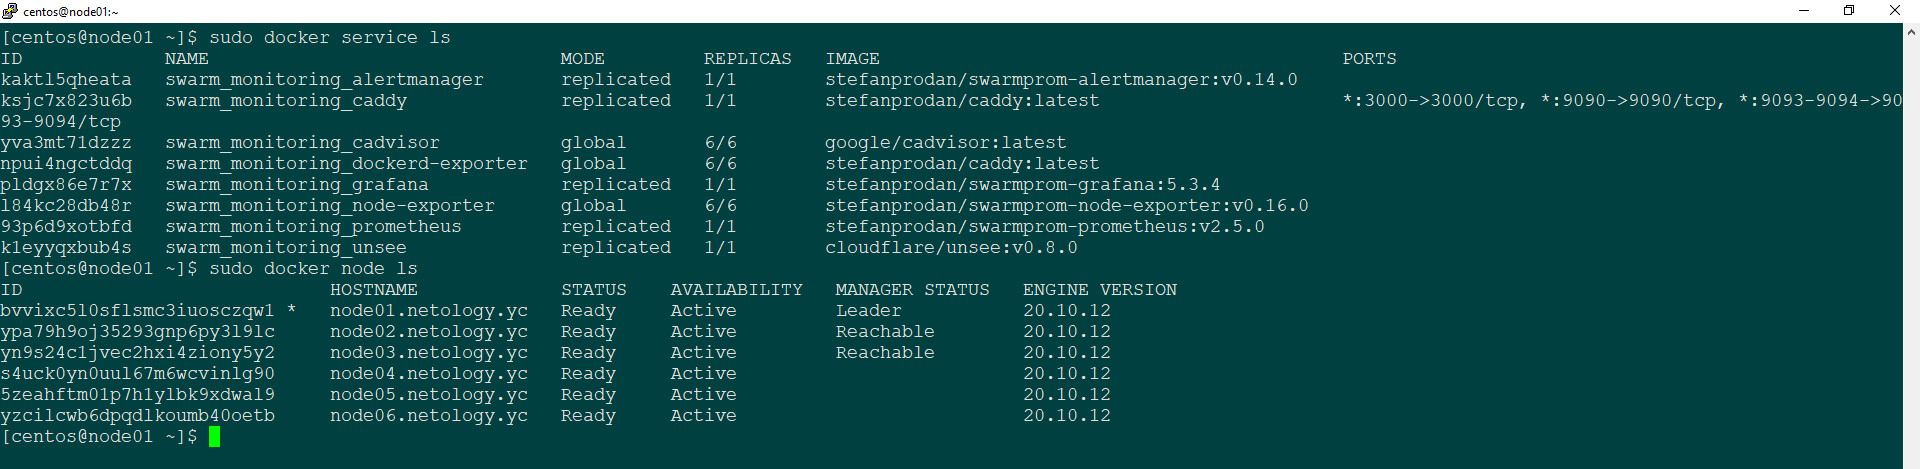 centos@node01:~
[centos@node01 ~]$ sudo docker service ls
ID             NAME                                MODE         REPLICAS   IMAGE                                          PORTS
kaktl5qheata   swarm_monitoring_alertmanager       replicated   1/1        stefanprodan/swarmprom-alertmanager:v0.14.0
ksjc7x823u6b   swarm_monitoring_caddy              replicated   1/1        stefanprodan/caddy:latest                      *:3000->3000/tcp, *:9090->9090/tcp, *:9093-9094->90
93-9094/tcp
yva3mt71dzzz   swarm_monitoring_cadvisor           global       6/6        google/cadvisor:latest
npui4ngctddq   swarm_monitoring_dockerd-exporter   global       6/6        stefanprodan/caddy:latest
pldgx86e7r7x   swarm_monitoring_grafana            replicated   1/1        stefanprodan/swarmprom-grafana:5.3.4
l84kc28db48r   swarm_monitoring_node-exporter      global       6/6        stefanprodan/swarmprom-node-exporter:v0.16.0
93p6d9xotbfd   swarm_monitoring_prometheus         replicated   1/1        stefanprodan/swarmprom-prometheus:v2.5.0
k1eyyqxbub4s   swarm_monitoring_unsee              replicated   1/1        cloudflare/unsee:v0.8.0
[centos@node01 ~]$ sudo docker node ls
ID                            HOSTNAME             STATUS    AVAILABILITY   MANAGER STATUS   ENGINE VERSION
bvvixc5l0sflsmc3iuosczqw1 *   node01.netology.yc   Ready     Active         Leader           20.10.12
ypa79h9oj35293gnp6py3l9lc     node02.netology.yc   Ready     Active         Reachable        20.10.12
yn9s24c1jvec2hxi4ziony5y2     node03.netology.yc   Ready     Active         Reachable        20.10.12
s4uck0yn0uul67m6wcvinlg90     node04.netology.yc   Ready     Active                          20.10.12
5zeahftm01p7h1ylbk9xdwal9     node05.netology.yc   Ready     Active                          20.10.12
yzcilcwb6dpqdlkoumb40oetb     node06.netology.yc   Ready     Active                          20.10.12
[centos@node01 ~]$